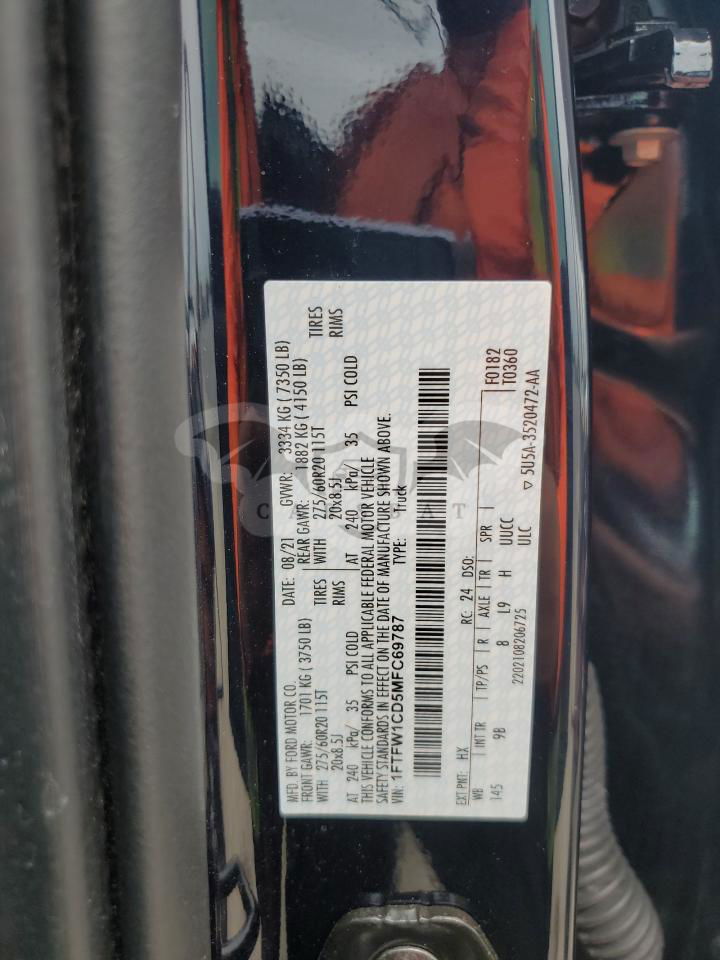 MFD. BY FORD MOTOR CO.
DATE: 08/21 GVWR: 3334 KG ( 7350 LB)
FRONT GAWR: 1701 KG ( 3750 LB) REAR GAWR: 1882 KG ( 4150 LB)
WITH 275/60R20 115T TIRES WITH 275/60R20 115T TIRES
20x8.5J RIMS 20x8.5J RIMS
AT 240 kPa/ 35 PSI COLD AT 240 kPa/ 35 PSI COLD
THIS VEHICLE CONFORMS TO ALL APPLICABLE FEDERAL MOTOR VEHICLE
SAFETY STANDARDS IN EFFECT ON THE DATE OF MANUFACTURE SHOWN ABOVE.
VIN: 1FTFW1CD5MFC69787 TYPE: Truck
EXT PNT: HX RC: 24 DSO: F0182
WB INT TR TP/PS R AXLE TR SPR T0360
145 9B 8 L9 H UUCC
2202108206725 ULC ▽ 5U5A-3520472-AA